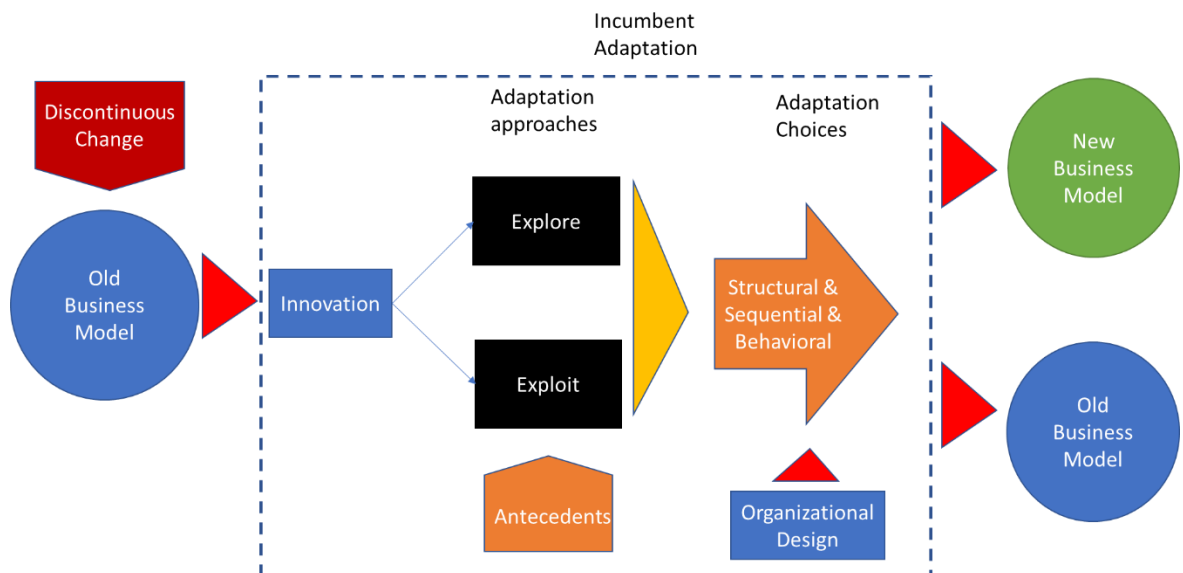 Incumbent
Adaptation
Discontinuous
Change
Adaptation
approaches
Adaptation
Choices
New
Business
Model
Old
Business
Model
Innovation
Explore
Exploit
Structural &
Sequential &
Behavioral
Old
Business
Model
Antecedents
Organizational
Design